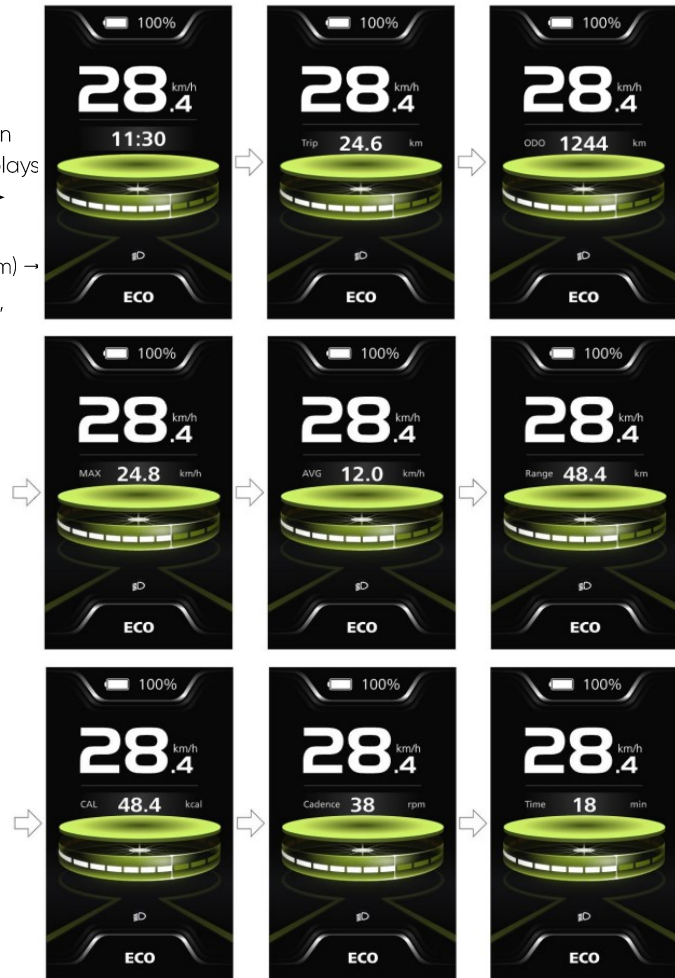 100%
28.4 km/h
11:30
ECO
100%
28.4 km/h
Trip 24.6 km
ECO
100%
28.4 km/h
ODO 1244 km
ECO
n
plays
→
m) →
,
100%
28.4 km/h
MAX 24.8 km/h
ECO
100%
28.4 km/h
AVG 12.0 km/h
ECO
100%
28.4 km/h
Range 48.4 km
ECO
100%
28.4 km/h
CAL 48.4 kcal
ECO
100%
28.4 km/h
Cadence 38 rpm
ECO
100%
28.4 km/h
Time 18 min
ECO